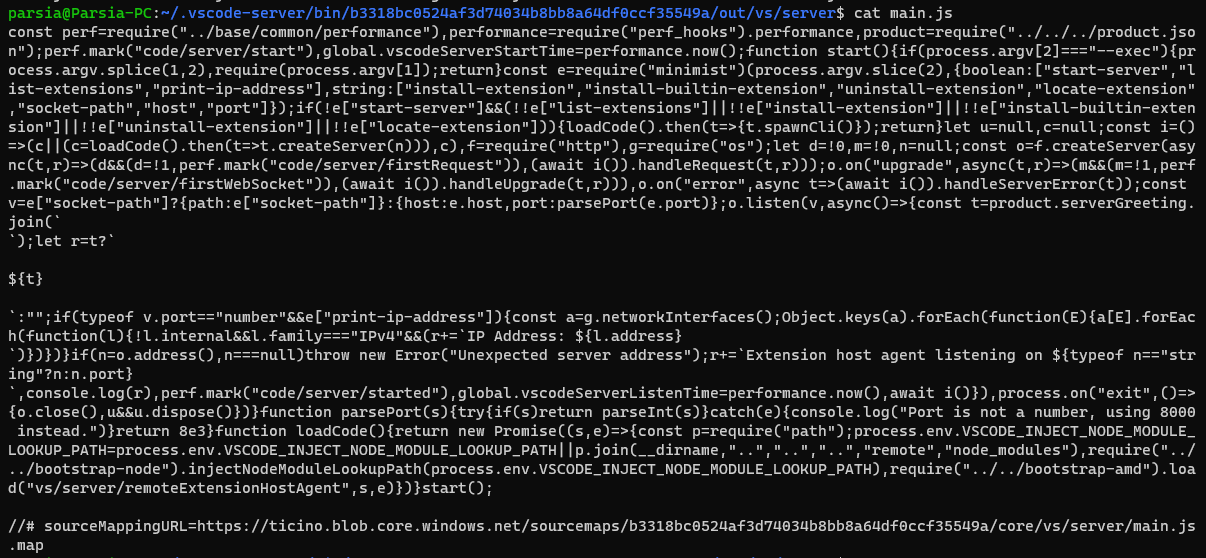 parsia@Parsia-PC:~/.vscode-server/bin/b3318bc0524af3d74034b8bb8a64df0ccf35549a/out/vs/server$ cat main.js
const perf=require("../base/common/performance"),performance=require("perf_hooks").performance,product=require("../../../product.jso
n");perf.mark("code/server/start"),global.vscodeServerStartTime=performance.now();function start(){if(process.argv[2]==="--exec"){p
rocess.argv.splice(1,2),require(process.argv[1]);return}const e=require("minimist")(process.argv.slice(2),{boolean:["start-server","l
ist-extensions","print-ip-address"],string:["install-extension","install-builtin-extension","uninstall-extension","locate-extension"
,"socket-path","host","port"]});if(!e["start-server"]&&(!!e["list-extensions"]||!!e["install-extension"]||!!e["install-builtin-exten
sion"]||!!e["uninstall-extension"]||!!e["locate-extension"])){loadCode().then(t=>{t.spawnCli()});return}let u=null,c=null;const i=()
=>(c||(c=loadCode().then(t=>t.createServer(n))),c),f=require("http"),g=require("os");let d=!0,m=!0,n=null;const o=f.createServer(asy
nc(t,r)=>(d&&(d=!1,perf.mark("code/server/firstRequest")),(await i()).handleRequest(t,r)));o.on("upgrade",async(t,r)=>(m&&(m=!1,perf
.mark("code/server/firstWebSocket")),(await i()).handleUpgrade(t,r))),o.on("error",async t=>(await i()).handleServerError(t));const
v=e["socket-path"]?{path:e["socket-path"]}:{host:e.host,port:parsePort(e.port)};o.listen(v,async()=>{const t=product.serverGreeting.
join(`
`);let r=t?`
${t}
`:"";if(typeof v.port=="number"&&e["print-ip-address"]){const a=g.networkInterfaces();Object.keys(a).forEach(function(E){a[E].forEac
h(function(l){!l.internal&&l.family==="IPv4"&&(r+=`IP Address: ${l.address}
`)})})}if(n=o.address(),n===null)throw new Error("Unexpected server address");r+=`Extension host agent listening on ${typeof n=="str
ing"?n:n.port}
`,console.log(r),perf.mark("code/server/started"),global.vscodeServerListenTime=performance.now(),await i()}),process.on("exit",()=>
{o.close(),u&&u.dispose()})}function parsePort(s){try{if(s)return parseInt(s)}catch(e){console.log("Port is not a number, using 8000
 instead.")}return 8e3}function loadCode(){return new Promise((s,e)=>{const p=require("path");process.env.VSCODE_INJECT_NODE_MODULE_
LOOKUP_PATH=process.env.VSCODE_INJECT_NODE_MODULE_LOOKUP_PATH||p.join(__dirname,"..","..","..","remote","node_modules"),require("../
../bootstrap-node").injectNodeModuleLookupPath(process.env.VSCODE_INJECT_NODE_MODULE_LOOKUP_PATH),require("../../bootstrap-amd").loa
d("vs/server/remoteExtensionHostAgent",s,e)})}start();
//# sourceMappingURL=https://ticino.blob.core.windows.net/sourcemaps/b3318bc0524af3d74034b8bb8a64df0ccf35549a/core/vs/server/main.js
.map